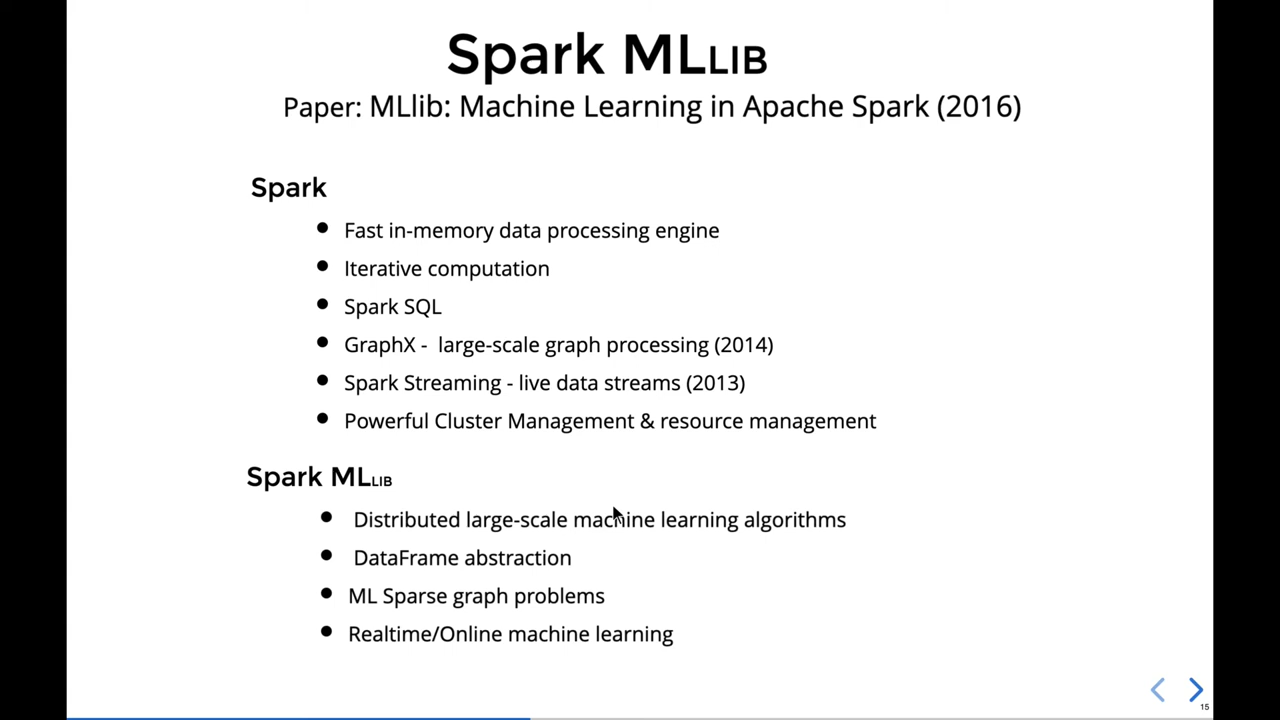 Spark MLLIB
Paper: MLlib: Machine Learning in Apache Spark (2016)
Spark
• Fast in-memory data processing engine
• Iterative computation
• Spark SQL
• GraphX - large-scale graph processing (2014)
• Spark Streaming - live data streams (2013)
• Powerful Cluster Management & resource management
Spark MLLIB
• Distributed large-scale machine learning algorithms
• DataFrame abstraction
• ML Sparse graph problems
• Realtime/Online machine learning
15